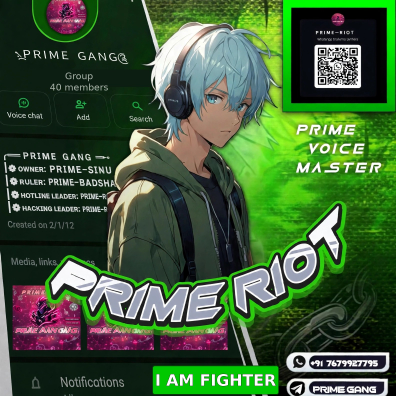 PRIME GANG
Group
40 members
Voice chat
Add
Search
PRIME GANG
OWNER: PRIME-SINU
RULER: PRIME-BADSHA
HOTLINE LEADER: PRIME-R
HACKING LEADER: PRIME-R
Created on 2/1/12
Media, links,
PRIME-RIOT
PRIME
VOICE
MASTER
PRIME RIOT
Notifications
I AM FIGHTER
+91 7679927795
PRIME GANG